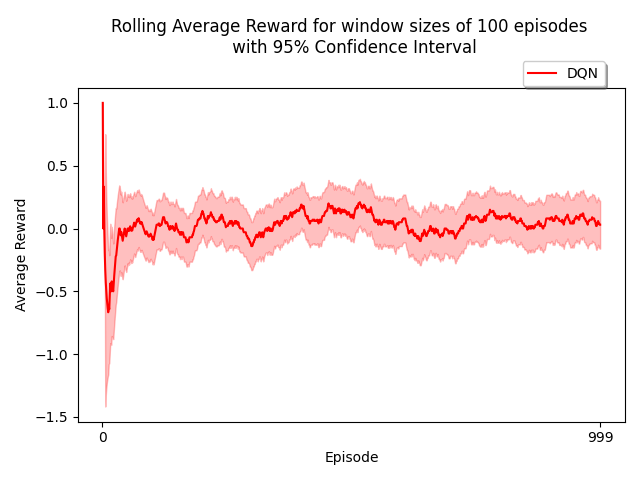 Rolling Average Reward for window sizes of 100 episodes
with 95% Confidence Interval
DQN
1.0
0.5
0.0
−0.5
−1.0
−1.5
Average Reward
0
999
Episode